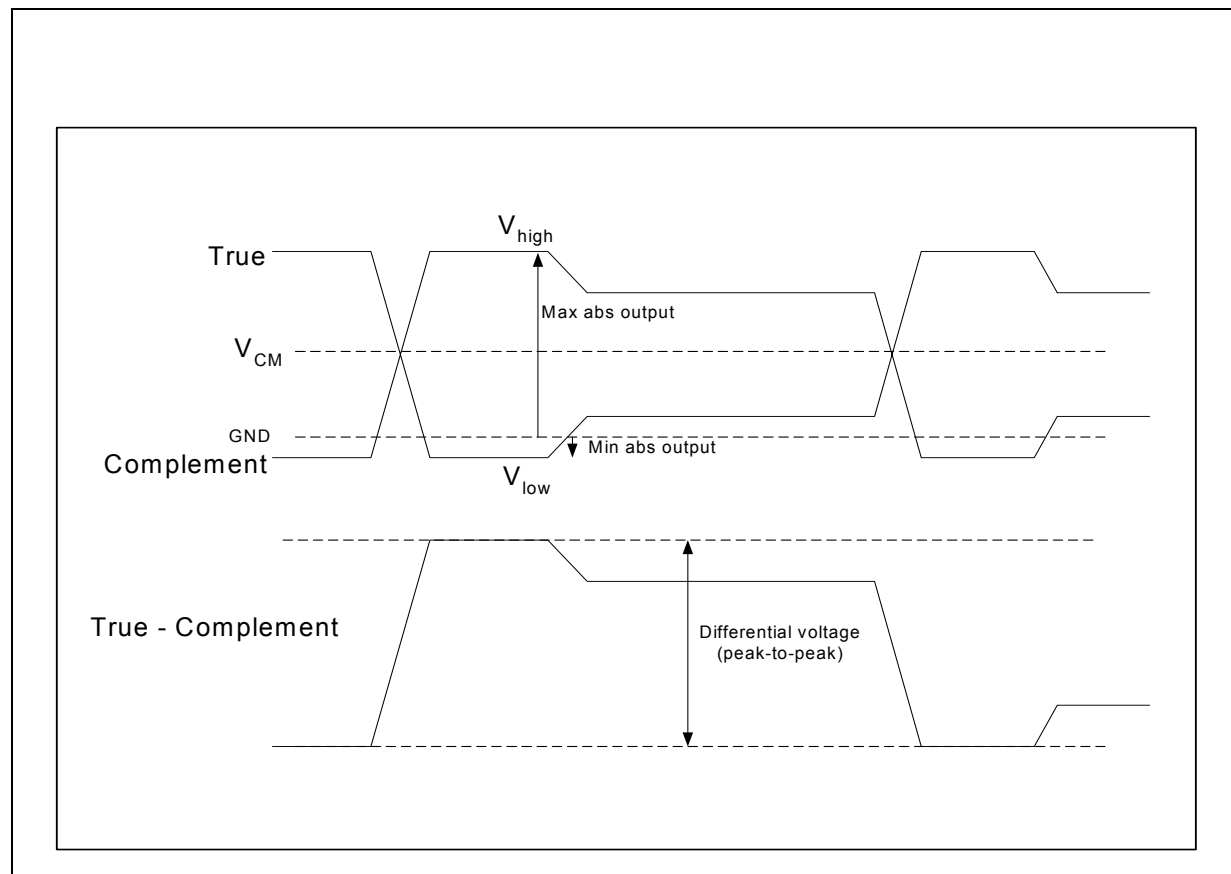 V_high
True
Max abs output
V_CM
GND
Min abs output
Complement
V_low
True - Complement
Differential voltage
(peak-to-peak)